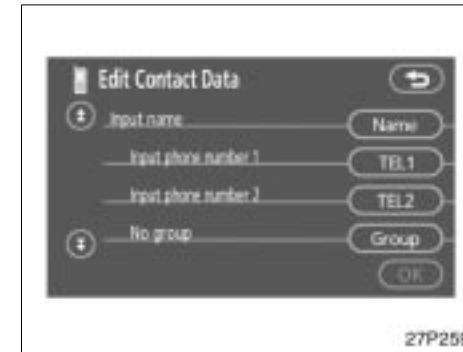 Edit Contact Data
Input name Name
Input phone number 1 TEL1
Input phone number 2 TEL2
No group Group
OK
27P259